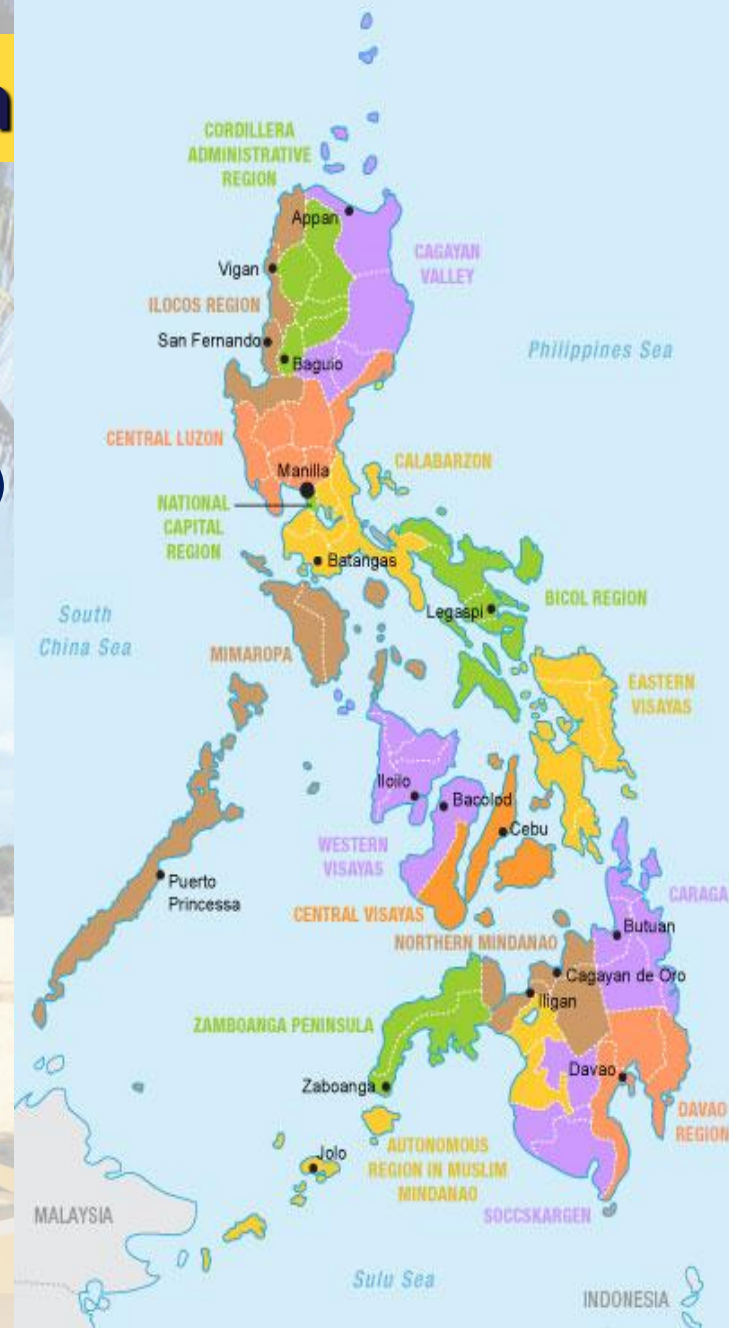 CORDILLERA
ADMINISTRATIVE
REGION
Appan
CAGAYAN
VALLEY
Vigan
ILOCOS REGION
San Fernando
Baguio
Philippines Sea
CENTRAL LUZON
CALABARZON
Manilla
NATIONAL
CAPITAL
REGION
Batangas
BICOL REGION
Legaspi
South
China Sea
MIMAROPA
EASTERN
VISAYAS
Iloilo
Bacolod
Cebu
WESTERN
VISAYAS
Puerto
Princessa
CARAGA
CENTRAL VISAYAS
Butuan
NORTHERN MINDANAO
Cagayan de Oro
Iligan
ZAMBOANGA PENINSULA
Davao
Zaboanga
DAVAO
REGION
Jolo
AUTONOMOUS
REGION IN MUSLIM
MINDANAO
MALAYSIA
SOCCSKARGEN
Sulu Sea
INDONESIA